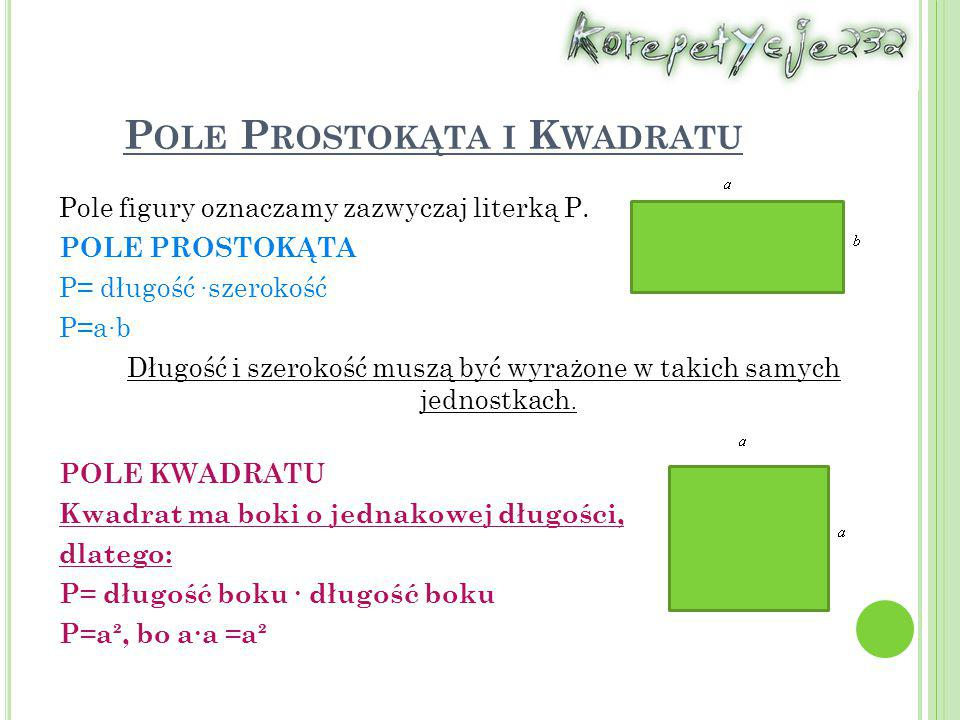 KorepetYcje232
POLE PROSTOKĄTA I KWADRATU
Pole figury oznaczamy zazwyczaj literką P.
POLE PROSTOKĄTA
P= długość ·szerokość
P=a·b
Długość i szerokość muszą być wyrażone w takich samych
jednostkach.
a
b
POLE KWADRATU
Kwadrat ma boki o jednakowej długości,
dlatego:
P= długość boku · długość boku
P=a², bo a·a =a²
a
a